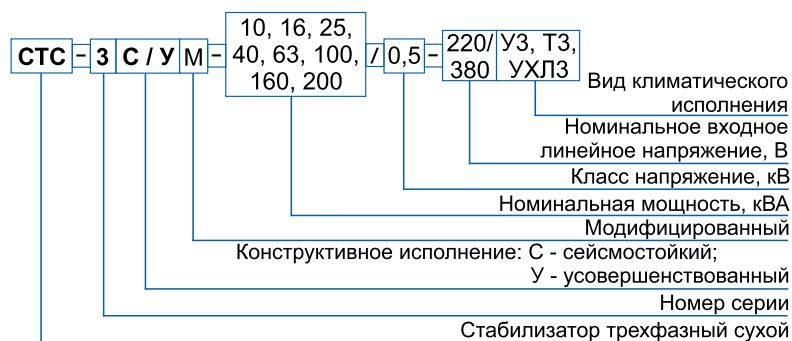 СТС - 3 С / У М - 10, 16, 25, 40, 63, 100, 160, 200 / 0,5 - 220/380 У3, Т3, УХЛ3
Вид климатического
исполнения
Номинальное входное
линейное напряжение, В
Класс напряжение, кВ
Номинальная мощность, кВА
Модифицированный
Конструктивное исполнение: С - сейсмостойкий;
У - усовершенствованный
Номер серии
Стабилизатор трехфазный сухой